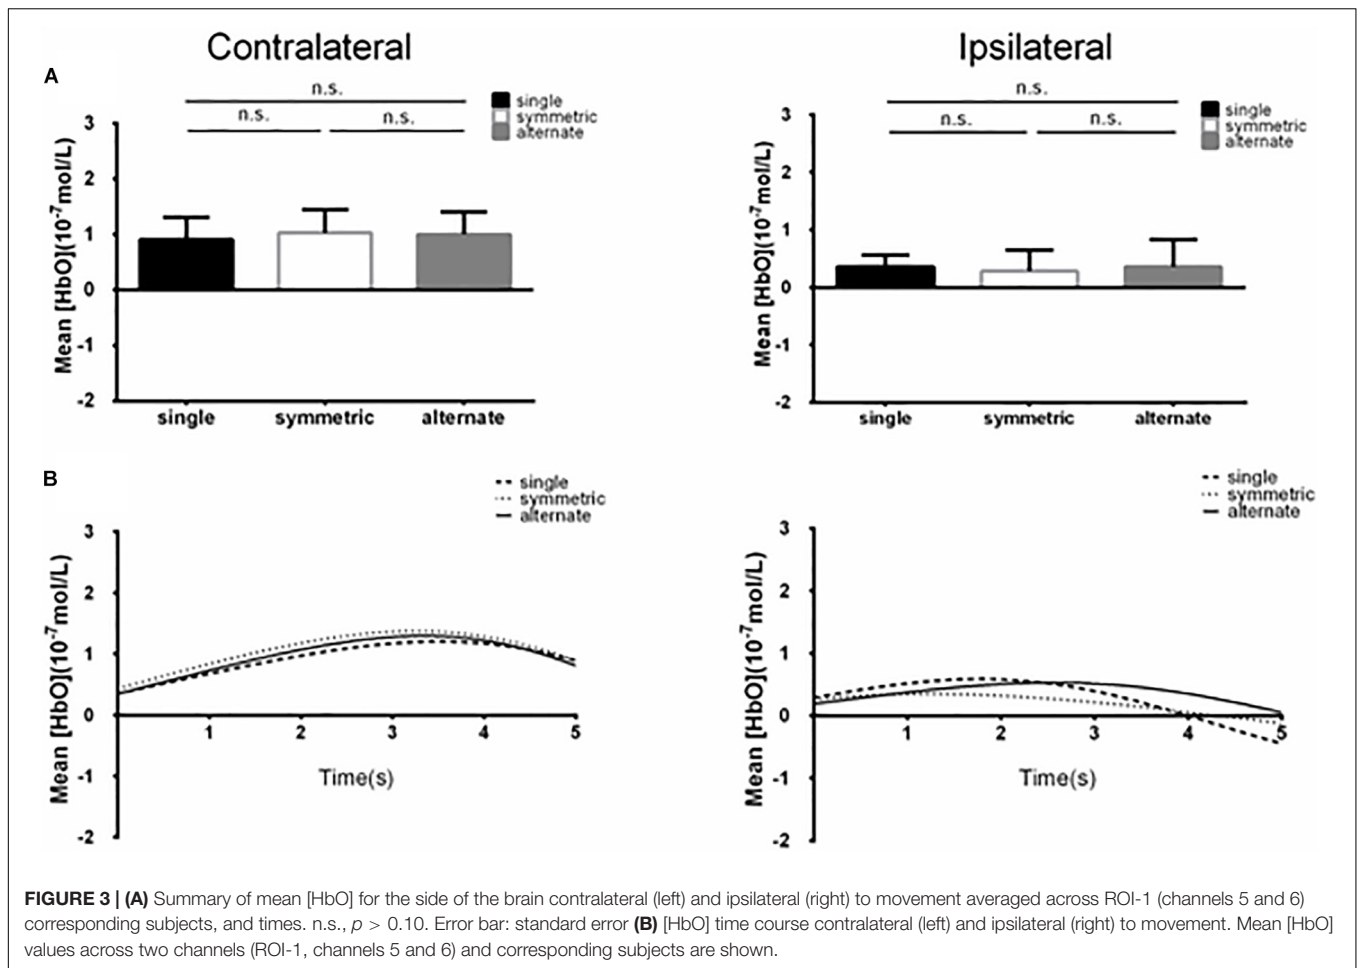 Contralateral
Ipsilateral
A
n.s.
n.s.
n.s.
single
symmetric
alternate
3
2
1
0
-1
-2
Mean [HbO](10⁻⁷mol/L)
single
symmetric
alternate
n.s.
n.s.
n.s.
single
symmetric
alternate
3
2
1
0
-1
-2
Mean [HbO](10⁻⁷mol/L)
single
symmetric
alternate
B
single
symmetric
alternate
3
2
1
0
-1
-2
Mean [HbO](10⁻⁷mol/L)
1
2
3
4
5
Time(s)
single
symmetric
alternate
3
2
1
0
-1
-2
Mean [HbO](10⁻⁷mol/L)
1
2
3
4
5
Time(s)
FIGURE 3 | (A) Summary of mean [HbO] for the side of the brain contralateral (left) and ipsilateral (right) to movement averaged across ROI-1 (channels 5 and 6)
corresponding subjects, and times. n.s., p > 0.10. Error bar: standard error (B) [HbO] time course contralateral (left) and ipsilateral (right) to movement. Mean [HbO]
values across two channels (ROI-1, channels 5 and 6) and corresponding subjects are shown.